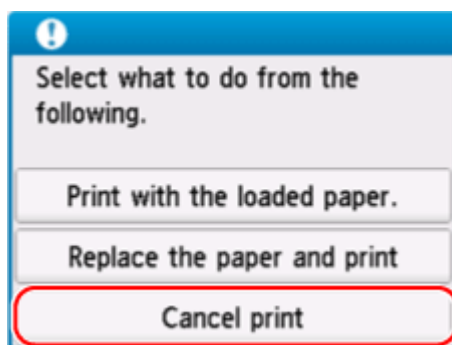 Select what to do from the
following.
Print with the loaded paper.
Replace the paper and print
Cancel print